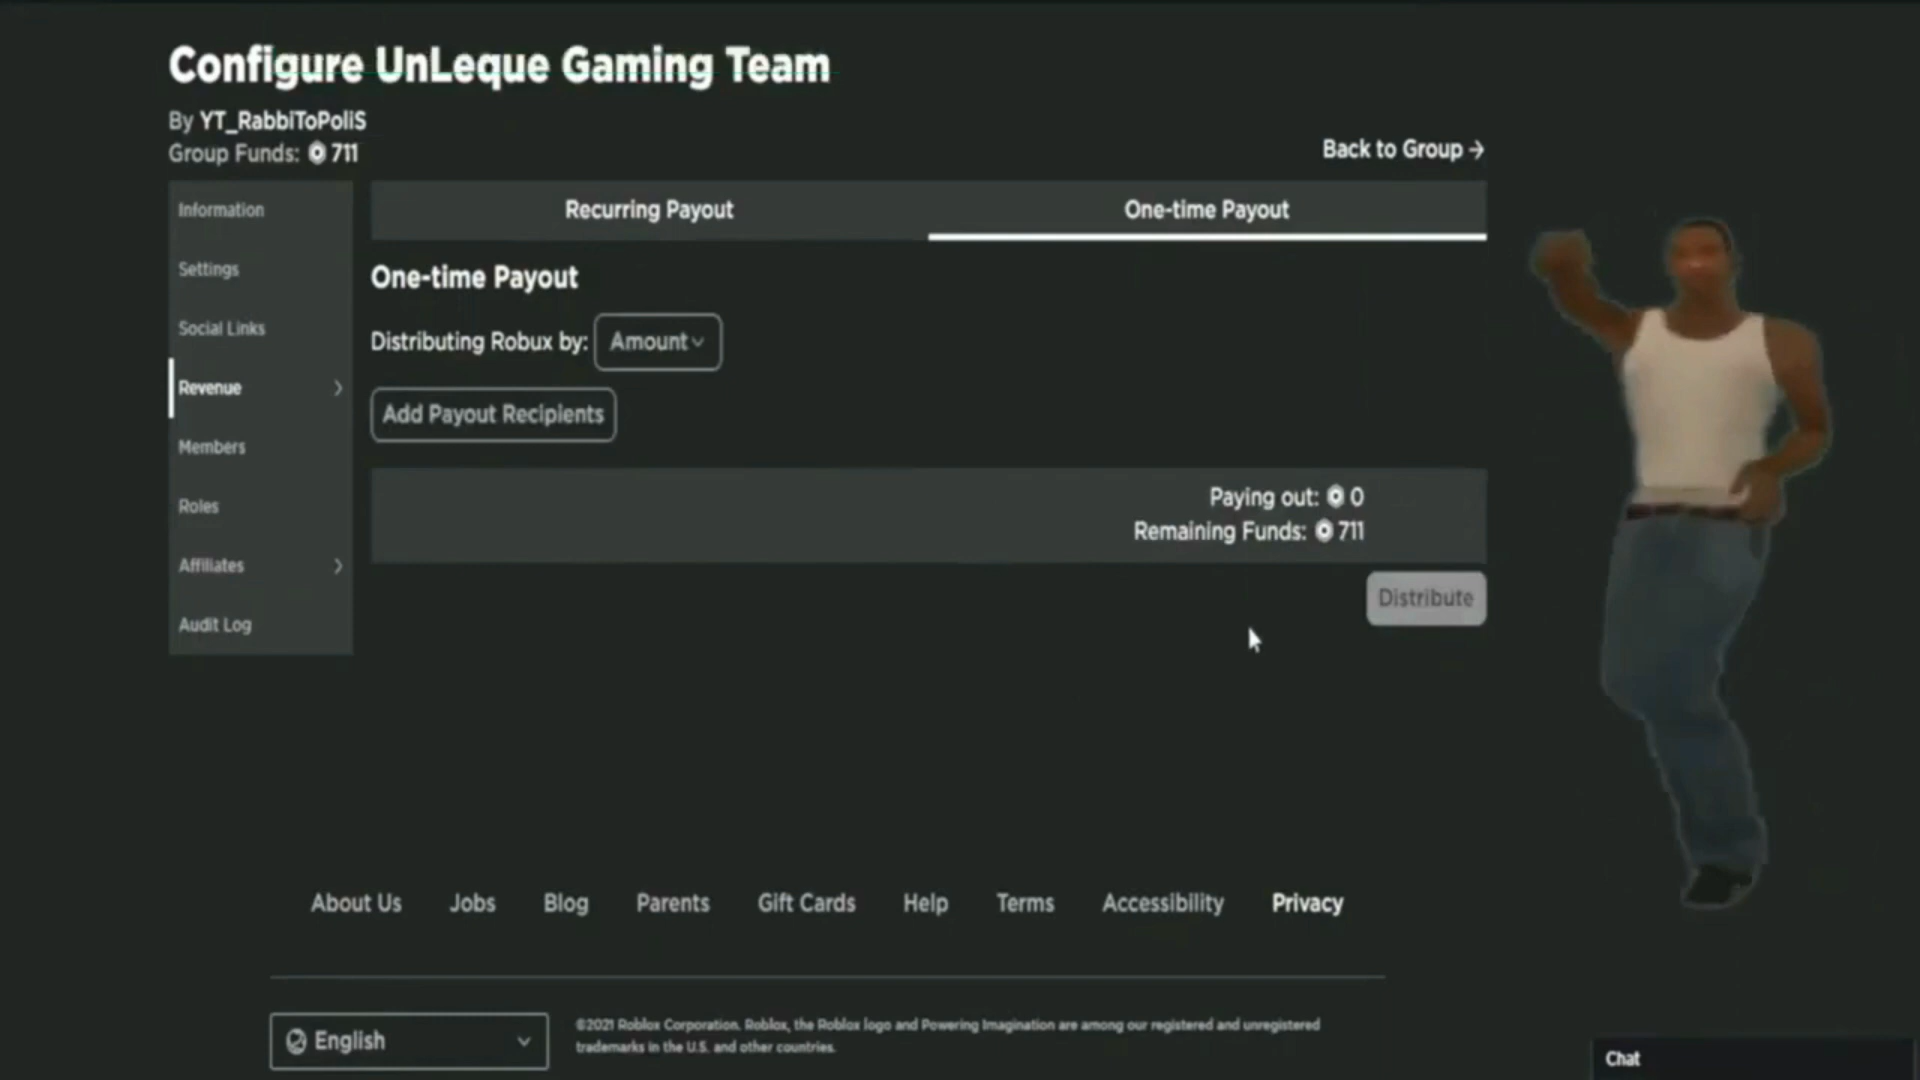 Configure UnLeque Gaming Team
By YT_RabbiToPoliS
Group Funds: 711
Back to Group →
Information
Settings
Social Links
Revenue
Members
Roles
Affiliates
Audit Log
Recurring Payout
One-time Payout
One-time Payout
Distributing Robux by: Amount
Add Payout Recipients
Paying out: 0
Remaining Funds: 711
Distribute
About Us Jobs Blog Parents Gift Cards Help Terms Accessibility Privacy
English
©2021 Roblox Corporation. Roblox, the Roblox logo and Powering Imagination are among our registered and unregistered
trademarks in the U.S. and other countries.
Chat